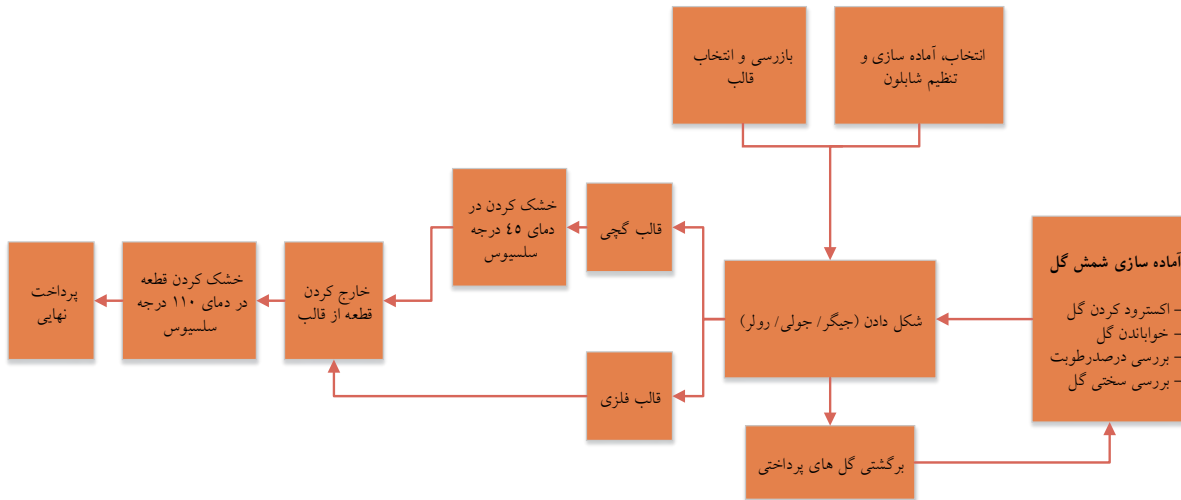 انتخاب، آماده سازی و
تنظیم شابلون
بازرسی و انتخاب
قالب
آماده سازی شمش گل
- اکسترود کردن گل
- خواباندن گل
- بررسی درصدرطوبت
- بررسی سختی گل
شکل دادن (جیگر/ جولی/ رولر)
برگشتی گل های پرداختی
قالب گچی
قالب فلزی
خشک کردن در
دمای ٤٥ درجه
سلسیوس
خارج کردن
قطعه از قالب
خشک کردن قطعه
در دمای ۱۱۰ درجه
سلسیوس
پرداخت
نهایی